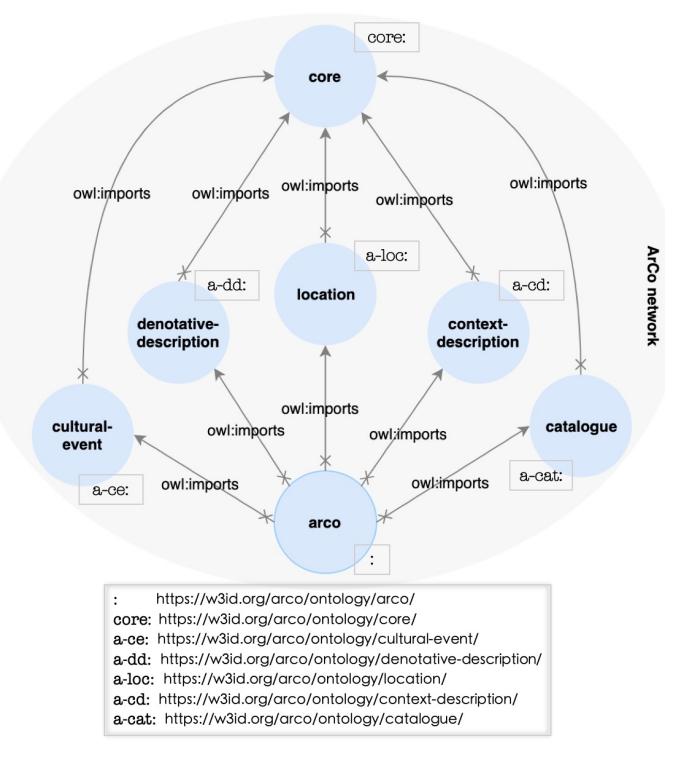 core:
core
owl:imports
owl:imports
owl:imports
owl:imports
owl:imports
ArCo network
a-loc:
a-dd:
location
a-cd:
denotative-
description
context-
description
cultural-
event
catalogue
owl:imports
owl:imports
owl:imports
a-ce:
owl:imports
owl:imports
a-cat:
arco
:
: https://w3id.org/arco/ontology/arco/
core: https://w3id.org/arco/ontology/core/
a-ce: https://w3id.org/arco/ontology/cultural-event/
a-dd: https://w3id.org/arco/ontology/denotative-description/
a-loc: https://w3id.org/arco/ontology/location/
a-cd: https://w3id.org/arco/ontology/context-description/
a-cat: https://w3id.org/arco/ontology/catalogue/